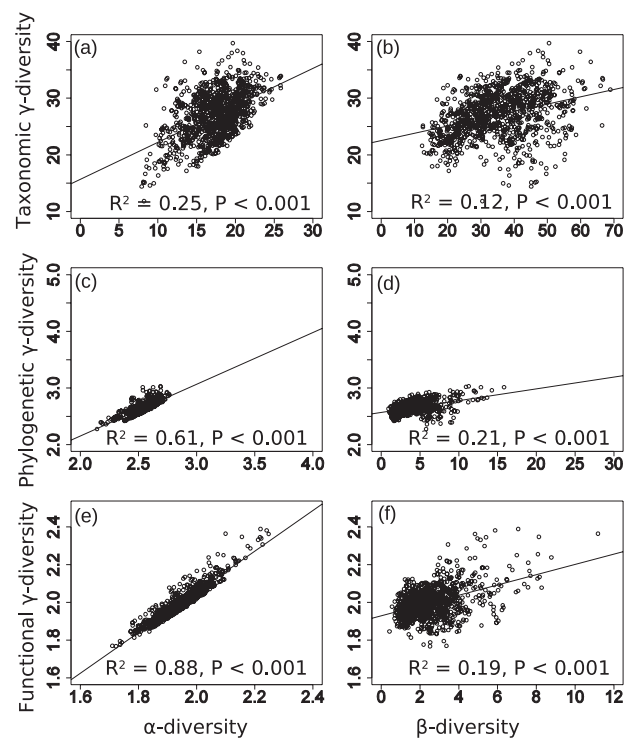 Taxonomic γ-diversity
(a)
40
30
20
10
0 5 10 15 20 25 30
R² = 0.25, P < 0.001
(b)
40
30
20
10
0 10 20 30 40 50 60 70
R² = 0.12, P < 0.001
Phylogenetic γ-diversity
(c)
5.0
4.0
3.0
2.0
2.0 2.5 3.0 3.5 4.0
R² = 0.61, P < 0.001
(d)
5.0
4.0
3.0
2.0
0 5 10 15 20 25 30
R² = 0.21, P < 0.001
Functional γ-diversity
(e)
2.4
2.2
2.0
1.8
1.6
1.6 1.8 2.0 2.2 2.4
R² = 0.88, P < 0.001
(f)
2.4
2.2
2.0
1.8
1.6
0 2 4 6 8 10 12
R² = 0.19, P < 0.001
α-diversity
β-diversity